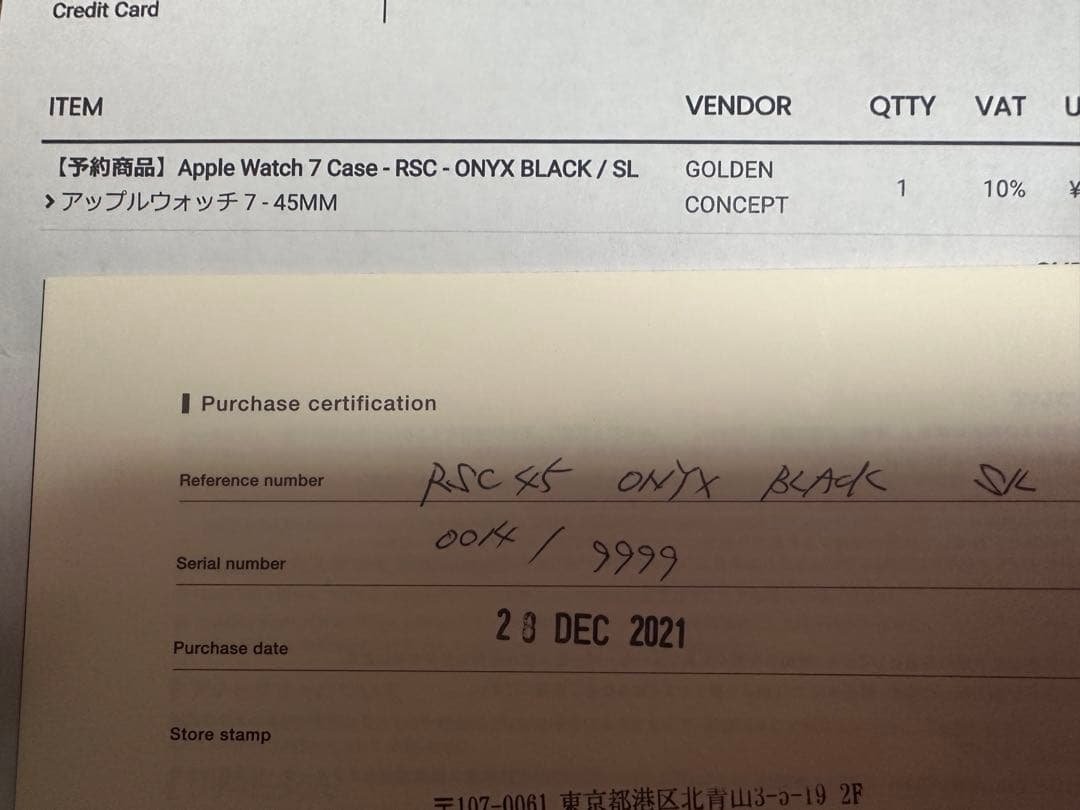 Credit Card
ITEM VENDOR QTTY VAT U
【予約商品】Apple Watch 7 Case - RSC - ONYX BLACK / SL GOLDEN
› アップルウォッチ 7 - 45MM CONCEPT 1 10% ¥
Purchase certification
Reference number RSC 45 ONYX BLACK SL
Serial number 0014 / 9999
Purchase date 28 DEC 2021
Store stamp
〒107-0061 東京都港区北青山3-5-19 2F